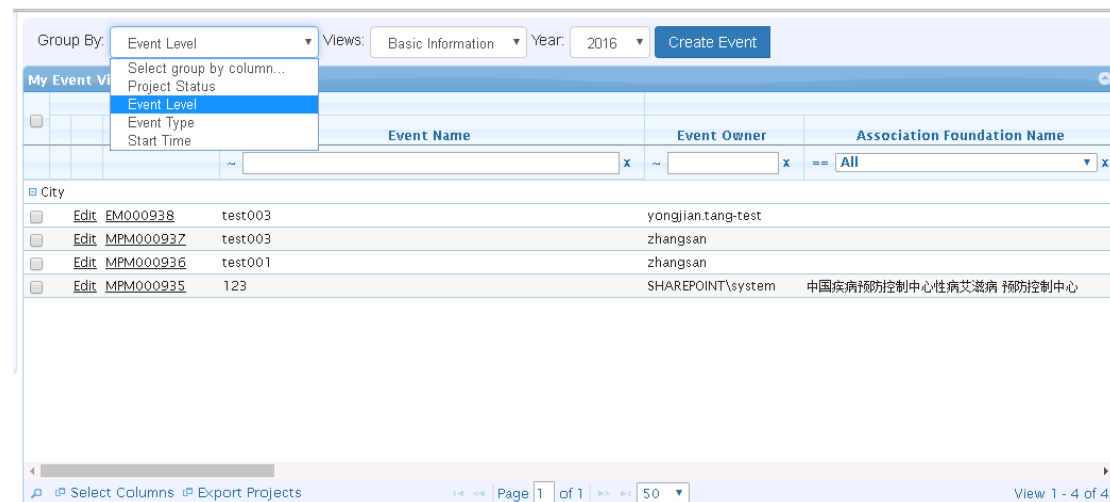 Group By: Event Level Views: Basic Information Year: 2016 Create Event
Select group by column...
Project Status
Event Level
Event Type
Start Time
My Event Vi
Event Name Event Owner Association Foundation Name
~ x ~ x == All x
City
Edit EM000938 test003 yongjian.tang-test
Edit MPM000937 test003 zhangsan
Edit MPM000936 test001 zhangsan
Edit MPM000935 123 SHAREPOINT\system 中国疾病预防控制中心性病艾滋病 预防控制中心
Select Columns Export Projects Page 1 of 1 50 View 1 - 4 of 4